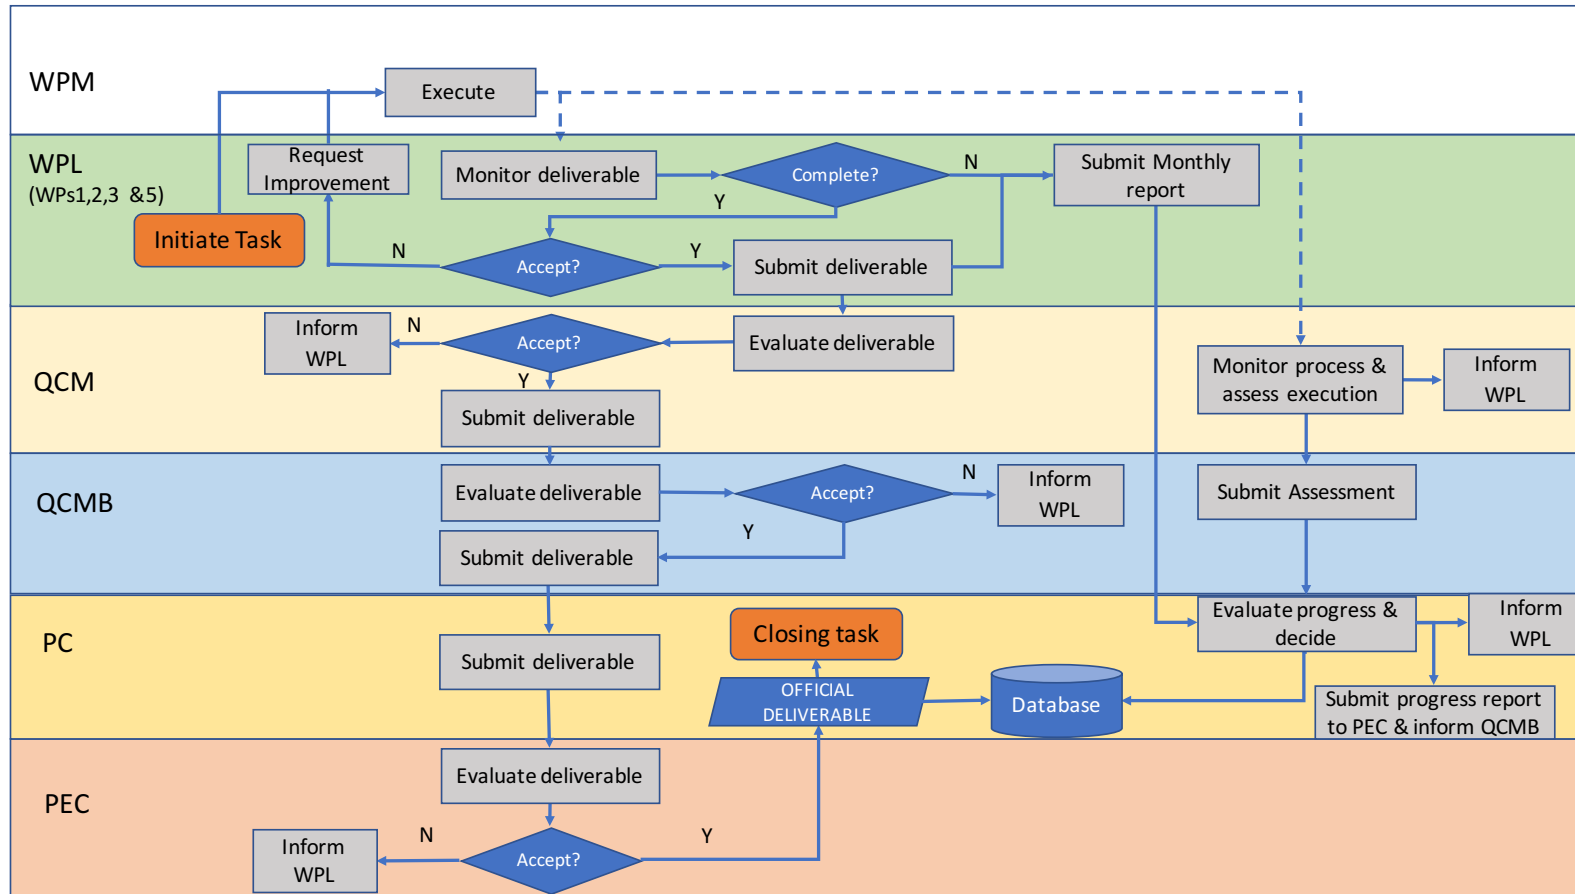 WPM
Execute
WPL
(WPs1,2,3 &5)
Request
Improvement
Monitor deliverable
Complete?
N
Submit Monthly
report
Y
Initiate Task
N
Accept?
Y
Submit deliverable
QCM
Inform
WPL
N
Accept?
Evaluate deliverable
Y
Submit deliverable
Monitor process &
assess execution
Inform
WPL
QCMB
Evaluate deliverable
Accept?
N
Inform
WPL
Submit Assessment
Y
Submit deliverable
PC
Submit deliverable
Closing task
Evaluate progress &
decide
Inform
WPL
OFFICIAL
DELIVERABLE
Database
Submit progress report
to PEC & inform QCMB
PEC
Evaluate deliverable
Inform
WPL
N
Accept?
Y